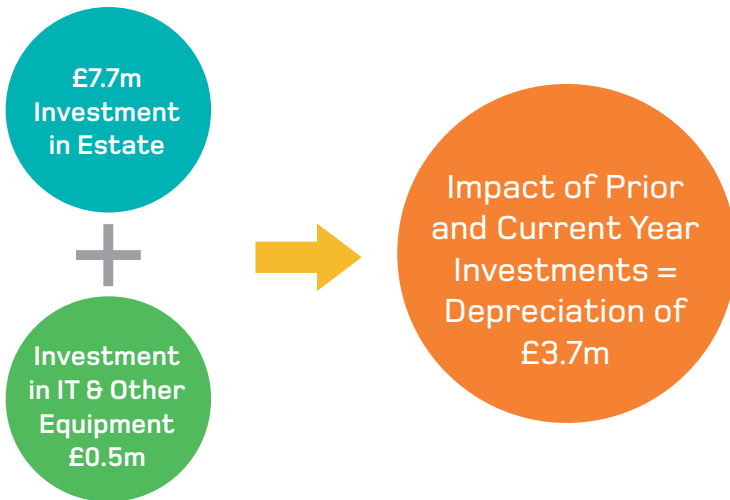 £7.7m
Investment
in Estate
+
Investment
in IT & Other
Equipment
£0.5m
Impact of Prior
and Current Year
Investments =
Depreciation of
£3.7m